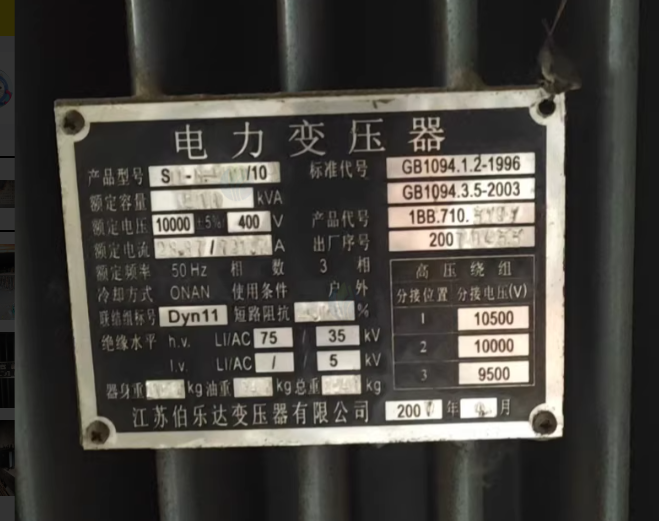 电力变压器
产品型号 /10 标准代号 GB1094.1.2-1996
额定容量 kVA GB1094.3.5-2003
额定电压 10000 ±5% 400 V 产品代号 1BB.710.
额定电流 A 出厂序号 200
额定频率 50Hz 相数 3 相 高压绕组
冷却方式 ONAN 使用条件 户外 分接位置 分接电压(V)
联结组标号 Dyn11 短路阻抗 % 1 10500
绝缘水平 h.v. LI/AC 75 / 35 kV 2 10000
l.v. LI/AC / 5 kV 3 9500
器身重 kg 油重 kg 总重 kg
江苏伯乐达变压器有限公司 200 年 月